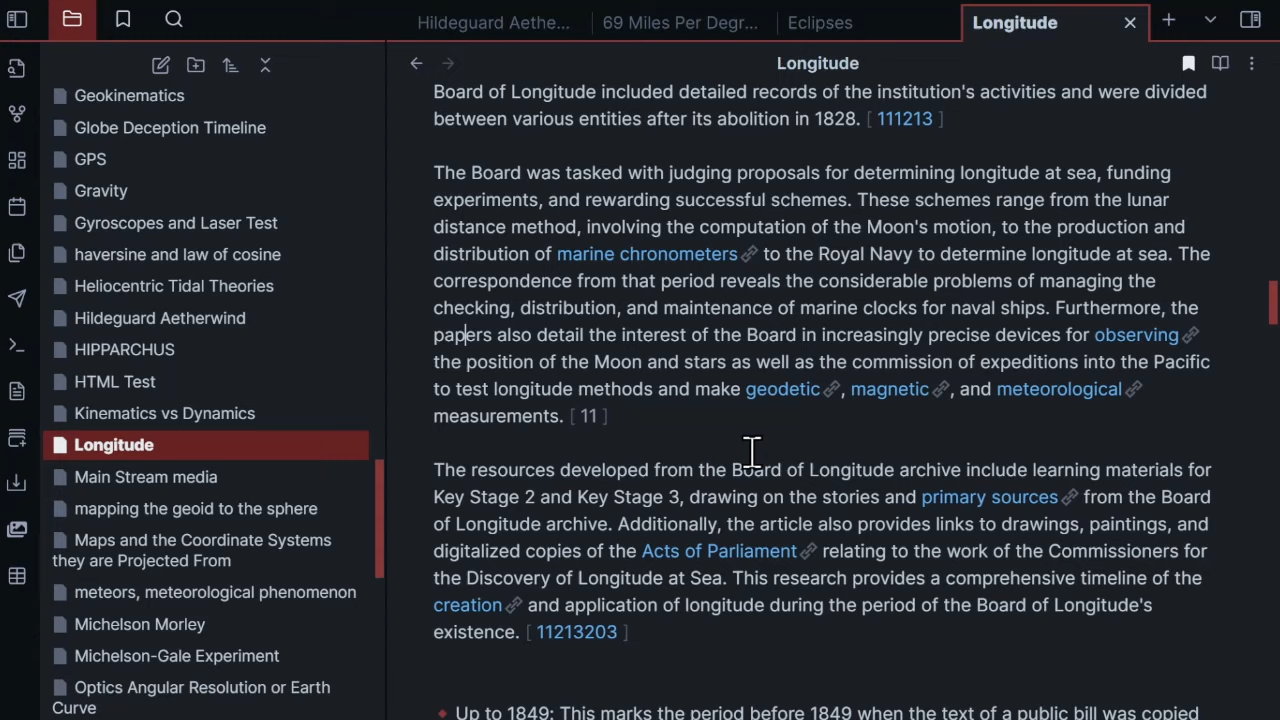 Hildeguard Aethe...
69 Miles Per Degr...
Eclipses
Longitude
Geokinematics
Globe Deception Timeline
GPS
Gravity
Gyroscopes and Laser Test
haversine and law of cosine
Heliocentric Tidal Theories
Hildeguard Aetherwind
HIPPARCHUS
HTML Test
Kinematics vs Dynamics
Longitude
Main Stream media
mapping the geoid to the sphere
Maps and the Coordinate Systems
they are Projected From
meteors, meteorological phenomenon
Michelson Morley
Michelson-Gale Experiment
Optics Angular Resolution or Earth
Curve
Longitude
Board of Longitude included detailed records of the institution's activities and were divided
between various entities after its abolition in 1828. [ 111213 ]
The Board was tasked with judging proposals for determining longitude at sea, funding
experiments, and rewarding successful schemes. These schemes range from the lunar
distance method, involving the computation of the Moon's motion, to the production and
distribution of marine chronometers to the Royal Navy to determine longitude at sea. The
correspondence from that period reveals the considerable problems of managing the
checking, distribution, and maintenance of marine clocks for naval ships. Furthermore, the
papers also detail the interest of the Board in increasingly precise devices for observing
the position of the Moon and stars as well as the commission of expeditions into the Pacific
to test longitude methods and make geodetic, magnetic, and meteorological
measurements. [ 11 ]
The resources developed from the Board of Longitude archive include learning materials for
Key Stage 2 and Key Stage 3, drawing on the stories and primary sources from the Board
of Longitude archive. Additionally, the article also provides links to drawings, paintings, and
digitalized copies of the Acts of Parliament relating to the work of the Commissioners for
the Discovery of Longitude at Sea. This research provides a comprehensive timeline of the
creation and application of longitude during the period of the Board of Longitude's
existence. [ 11213203 ]
Up to 1849: This marks the period before 1849 when the text of a public bill was copied